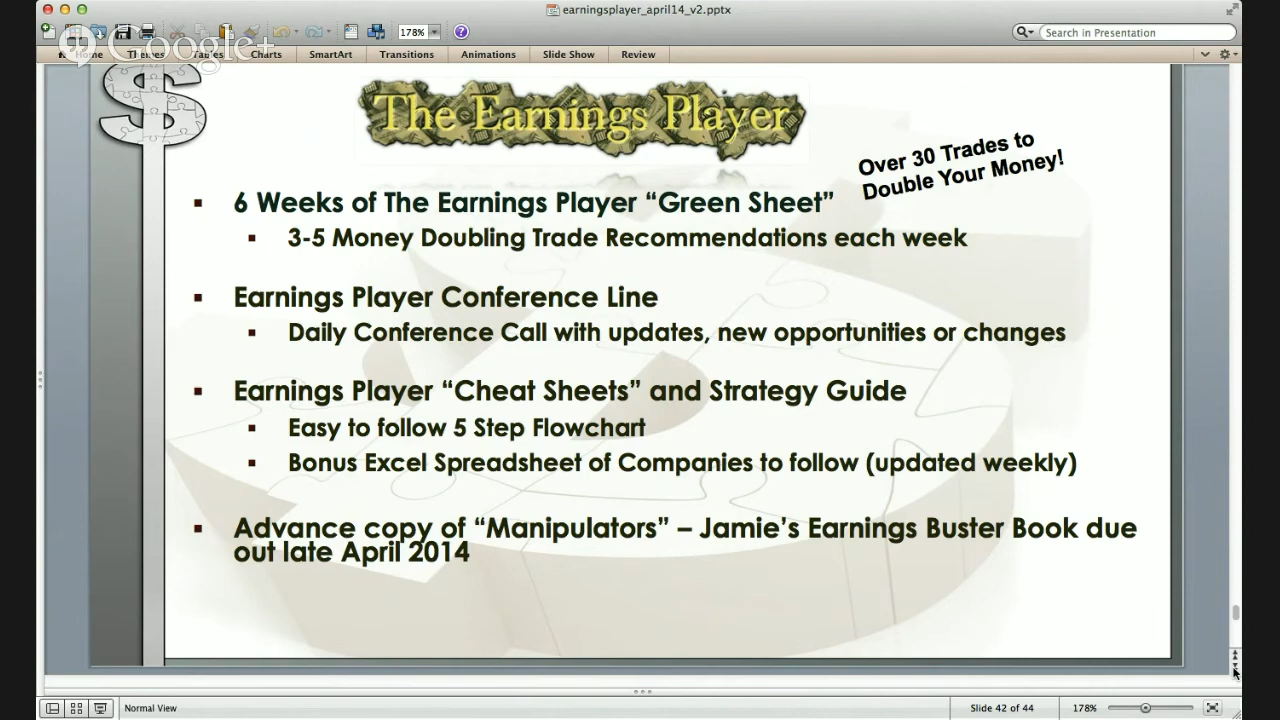 earningsplayer_april14_v2.pptx
178%
Search in Presentation
Google+
Home Themes Tables Charts SmartArt Transitions Animations Slide Show Review
$
The Earnings Player
Over 30 Trades to
Double Your Money!
6 Weeks of The Earnings Player “Green Sheet”
3-5 Money Doubling Trade Recommendations each week
Earnings Player Conference Line
Daily Conference Call with updates, new opportunities or changes
Earnings Player “Cheat Sheets” and Strategy Guide
Easy to follow 5 Step Flowchart
Bonus Excel Spreadsheet of Companies to follow (updated weekly)
Advance copy of “Manipulators” – Jamie’s Earnings Buster Book due
out late April 2014
Normal View
Slide 42 of 44
178%